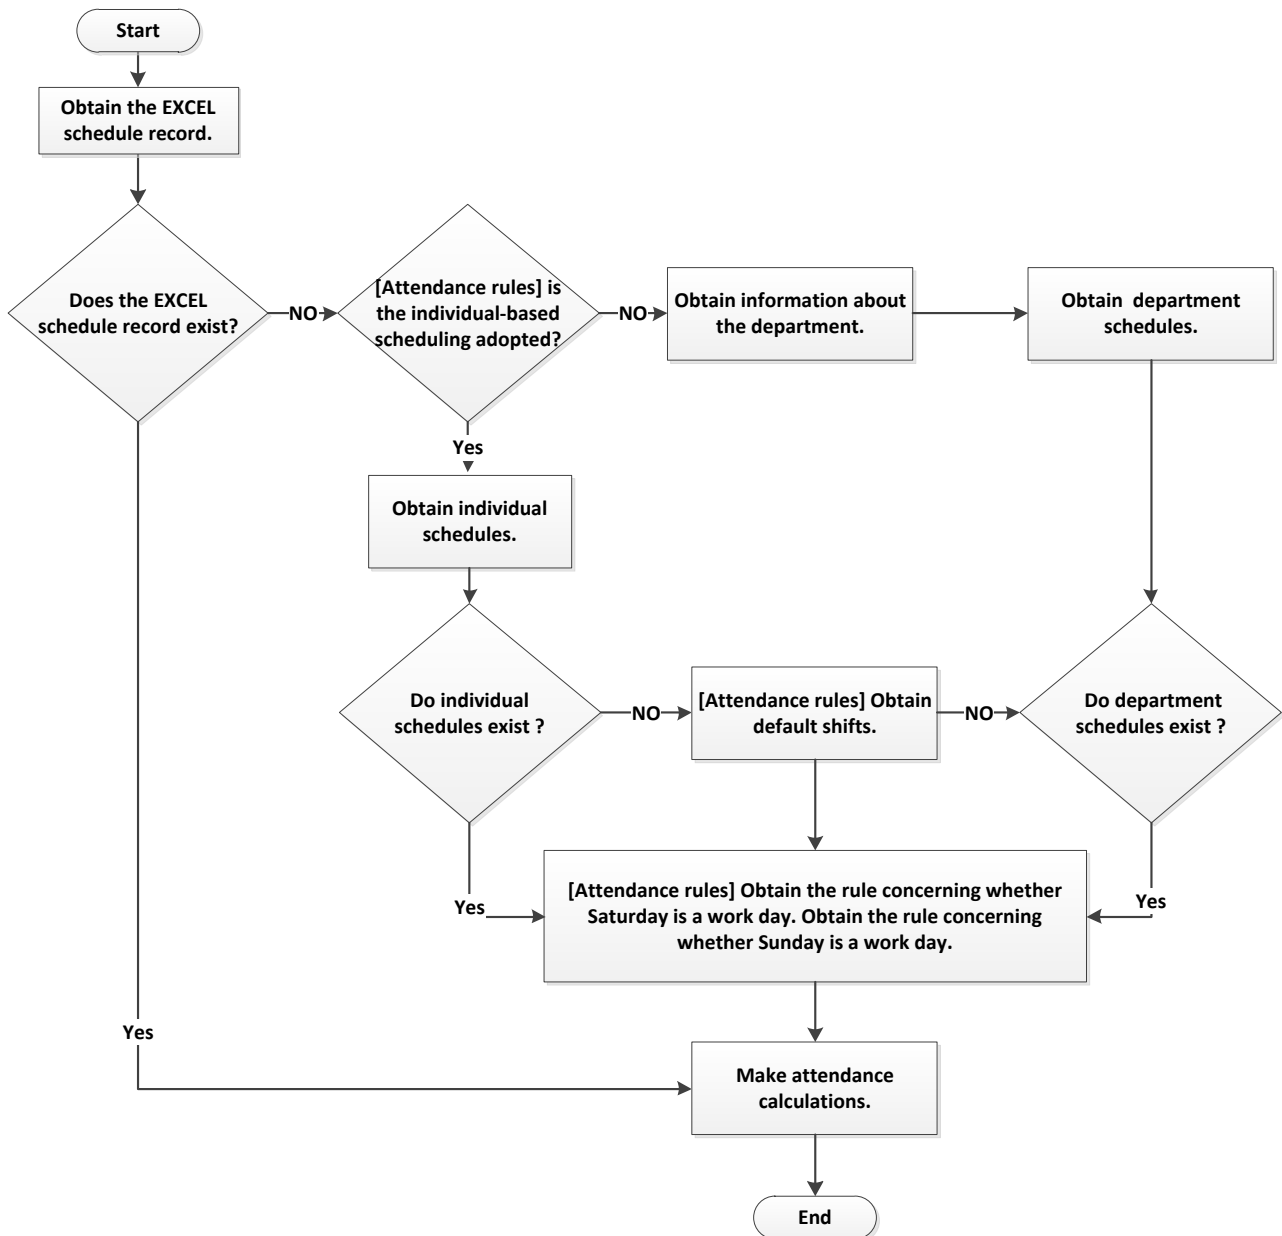 Start
Obtain the EXCEL
schedule record.
Does the EXCEL
schedule record exist?
NO
[Attendance rules] is
the individual-based
scheduling adopted?
NO
Obtain information about
the department.
Obtain department
schedules.
Yes
Obtain individual
schedules.
Do individual
schedules exist ?
NO
[Attendance rules] Obtain
default shifts.
NO
Do department
schedules exist ?
Yes
[Attendance rules] Obtain the rule concerning whether
Saturday is a work day. Obtain the rule concerning
whether Sunday is a work day.
Yes
Yes
Make attendance
calculations.
End